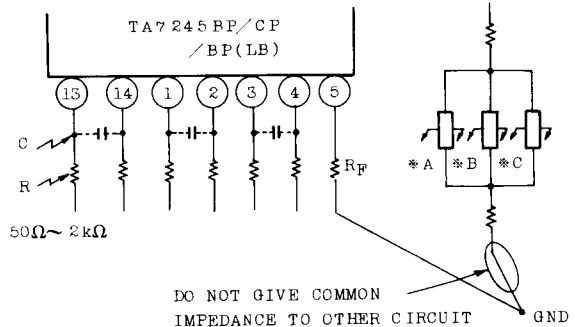 TA7245BP/CP
/BP(LB)
13 14 1 2 3 4 5
C
R
RF
※A ※B ※C
50Ω~2kΩ
DO NOT GIVE COMMON
IMPEDANCE TO OTHER CIRCUIT
GND